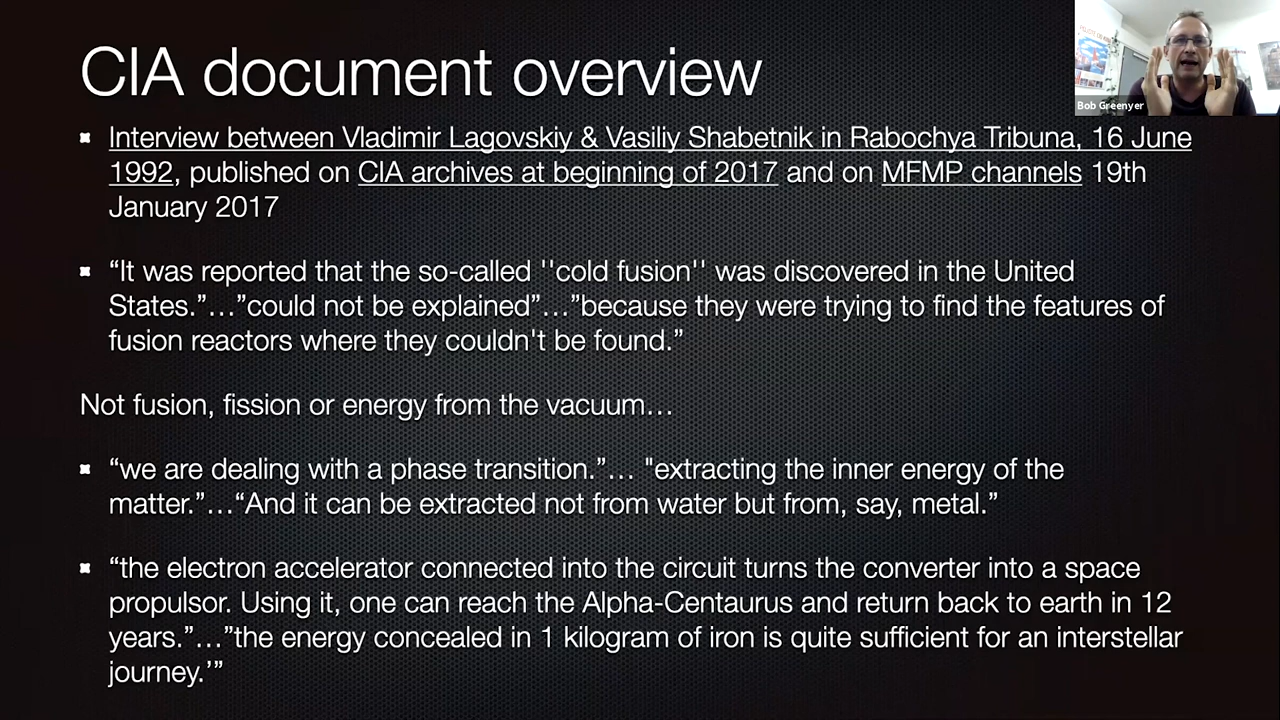 CIA document overview
Bob Greenyer
Interview between Vladimir Lagovskiy & Vasiliy Shabetnik in Rabochya Tribuna, 16 June
1992, published on CIA archives at beginning of 2017 and on MFMP channels 19th
January 2017
“It was reported that the so-called ''cold fusion'' was discovered in the United
States.”…”could not be explained”…”because they were trying to find the features of
fusion reactors where they couldn't be found.”
Not fusion, fission or energy from the vacuum…
“we are dealing with a phase transition.”… "extracting the inner energy of the
matter.”…“And it can be extracted not from water but from, say, metal.”
“the electron accelerator connected into the circuit turns the converter into a space
propulsor. Using it, one can reach the Alpha-Centaurus and return back to earth in 12
years.”…”the energy concealed in 1 kilogram of iron is quite sufficient for an interstellar
journey.'”